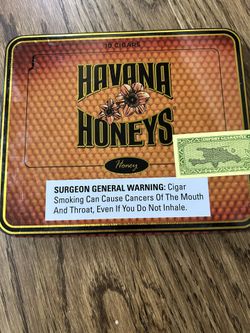 10 CIGARS
HAVANA
HONEYS
Honey
SURGEON GENERAL WARNING: Cigar
Smoking Can Cause Cancers Of The Mouth
And Throat, Even If You Do Not Inhale.